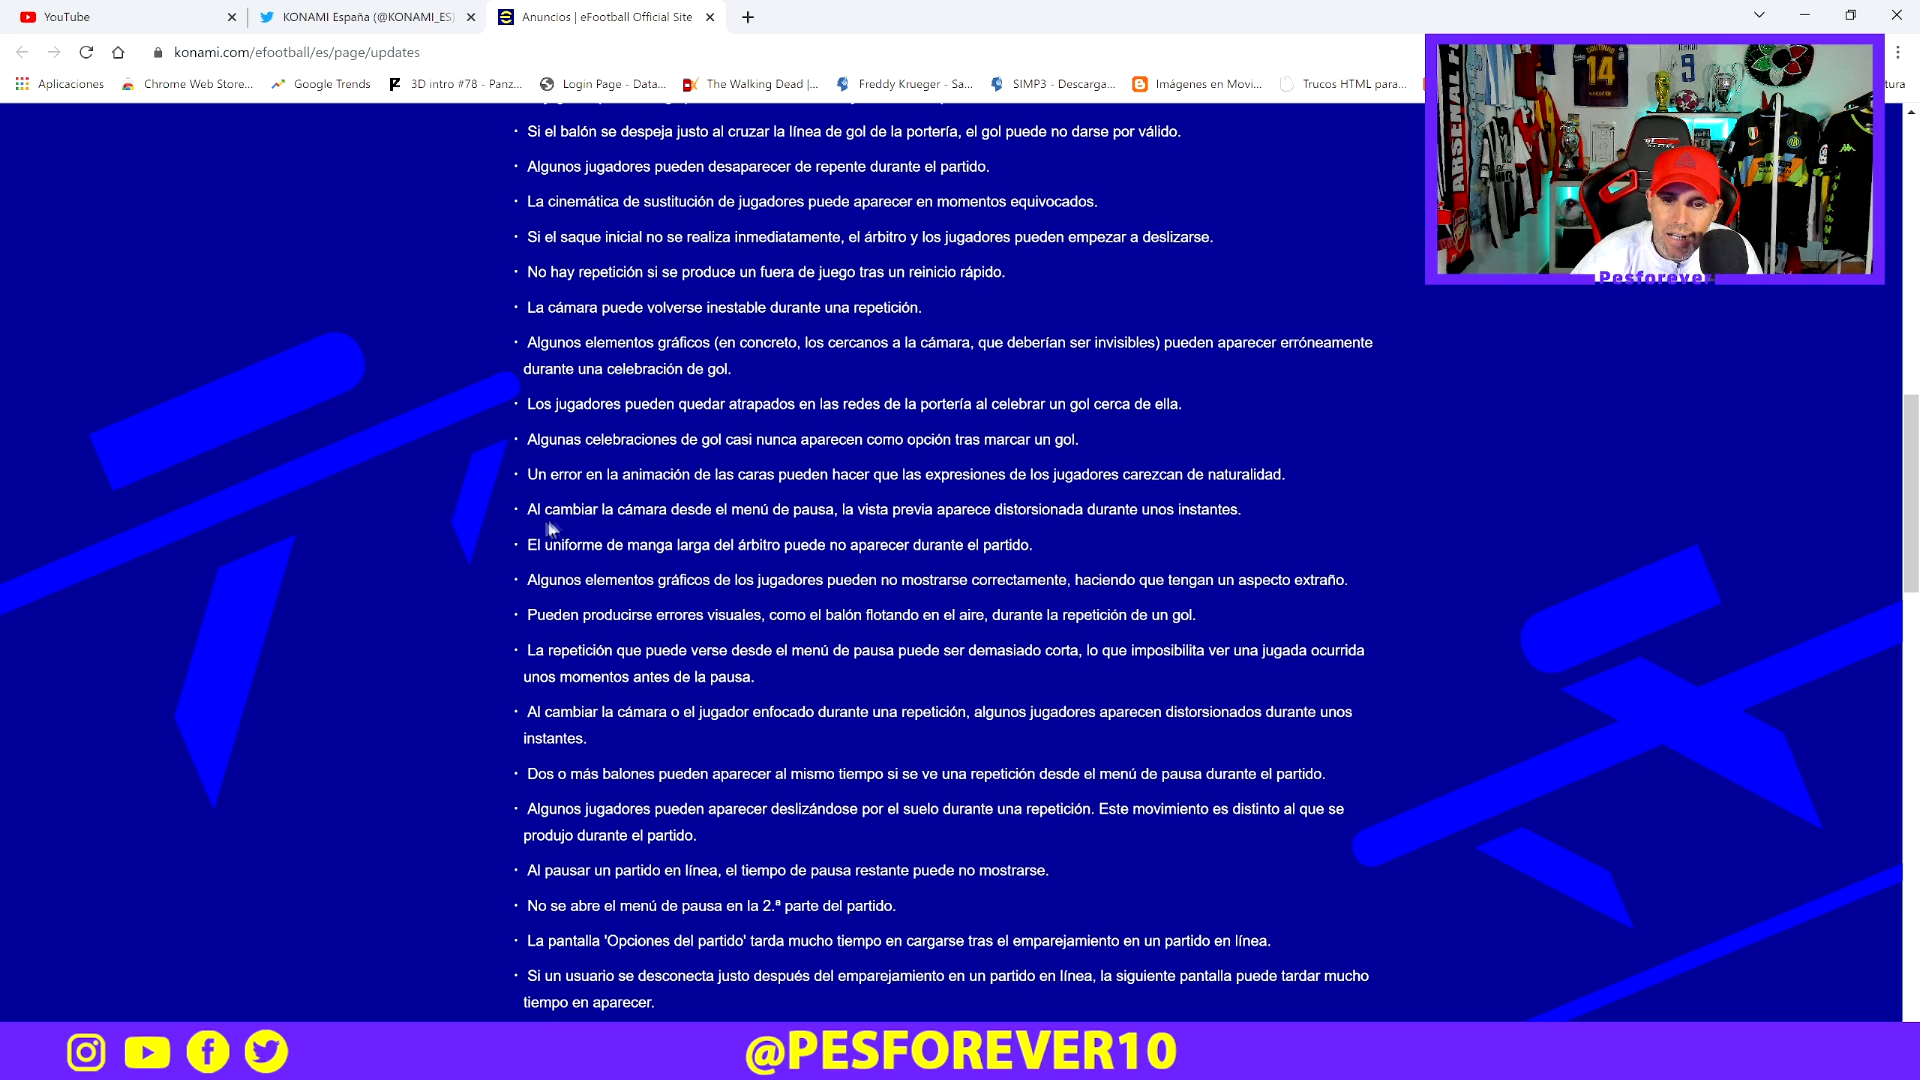 YouTube
KONAMI España (@KONAMI_ES)
Anuncios | eFootball Official Site
konami.com/efootball/es/page/updates
Aplicaciones
Chrome Web Store...
Google Trends
3D intro #78 - Panz...
Login Page - Data...
The Walking Dead |...
Freddy Krueger - Sa...
SIMP3 - Descarga...
Imágenes en Movi...
Trucos HTML para...
tura
· Si el balón se despeja justo al cruzar la línea de gol de la portería, el gol puede no darse por válido.
· Algunos jugadores pueden desaparecer de repente durante el partido.
· La cinemática de sustitución de jugadores puede aparecer en momentos equivocados.
· Si el saque inicial no se realiza inmediatamente, el árbitro y los jugadores pueden empezar a deslizarse.
· No hay repetición si se produce un fuera de juego tras un reinicio rápido.
· La cámara puede volverse inestable durante una repetición.
· Algunos elementos gráficos (en concreto, los cercanos a la cámara, que deberían ser invisibles) pueden aparecer erróneamente
durante una celebración de gol.
· Los jugadores pueden quedar atrapados en las redes de la portería al celebrar un gol cerca de ella.
· Algunas celebraciones de gol casi nunca aparecen como opción tras marcar un gol.
· Un error en la animación de las caras pueden hacer que las expresiones de los jugadores carezcan de naturalidad.
· Al cambiar la cámara desde el menú de pausa, la vista previa aparece distorsionada durante unos instantes.
· El uniforme de manga larga del árbitro puede no aparecer durante el partido.
· Algunos elementos gráficos de los jugadores pueden no mostrarse correctamente, haciendo que tengan un aspecto extraño.
· Pueden producirse errores visuales, como el balón flotando en el aire, durante la repetición de un gol.
· La repetición que puede verse desde el menú de pausa puede ser demasiado corta, lo que imposibilita ver una jugada ocurrida
unos momentos antes de la pausa.
· Al cambiar la cámara o el jugador enfocado durante una repetición, algunos jugadores aparecen distorsionados durante unos
instantes.
· Dos o más balones pueden aparecer al mismo tiempo si se ve una repetición desde el menú de pausa durante el partido.
· Algunos jugadores pueden aparecer deslizándose por el suelo durante una repetición. Este movimiento es distinto al que se
produjo durante el partido.
· Al pausar un partido en línea, el tiempo de pausa restante puede no mostrarse.
· No se abre el menú de pausa en la 2.ª parte del partido.
· La pantalla 'Opciones del partido' tarda mucho tiempo en cargarse tras el emparejamiento en un partido en línea.
· Si un usuario se desconecta justo después del emparejamiento en un partido en línea, la siguiente pantalla puede tardar mucho
tiempo en aparecer.
14
9
ARSENAL
Pesforever
@PESFOREVER10